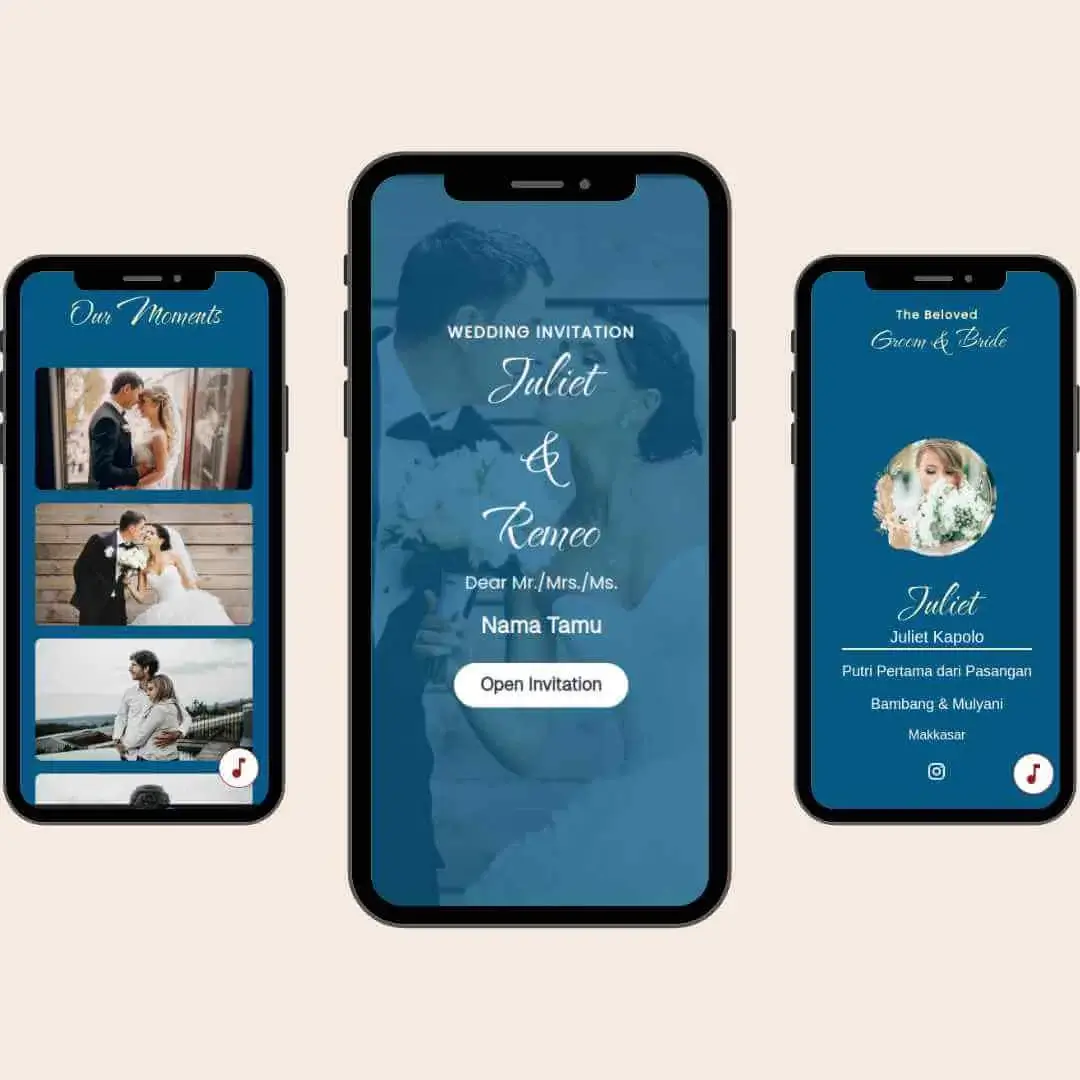 Our Moments
WEDDING INVITATION
Juliet
&
Remeo
Dear Mr./Mrs./Ms.
Nama Tamu
Open Invitation
The Beloved
Groom & Bride
Juliet
Juliet Kapolo
Putri Pertama dari Pasangan
Bambang & Mulyani
Makkasar